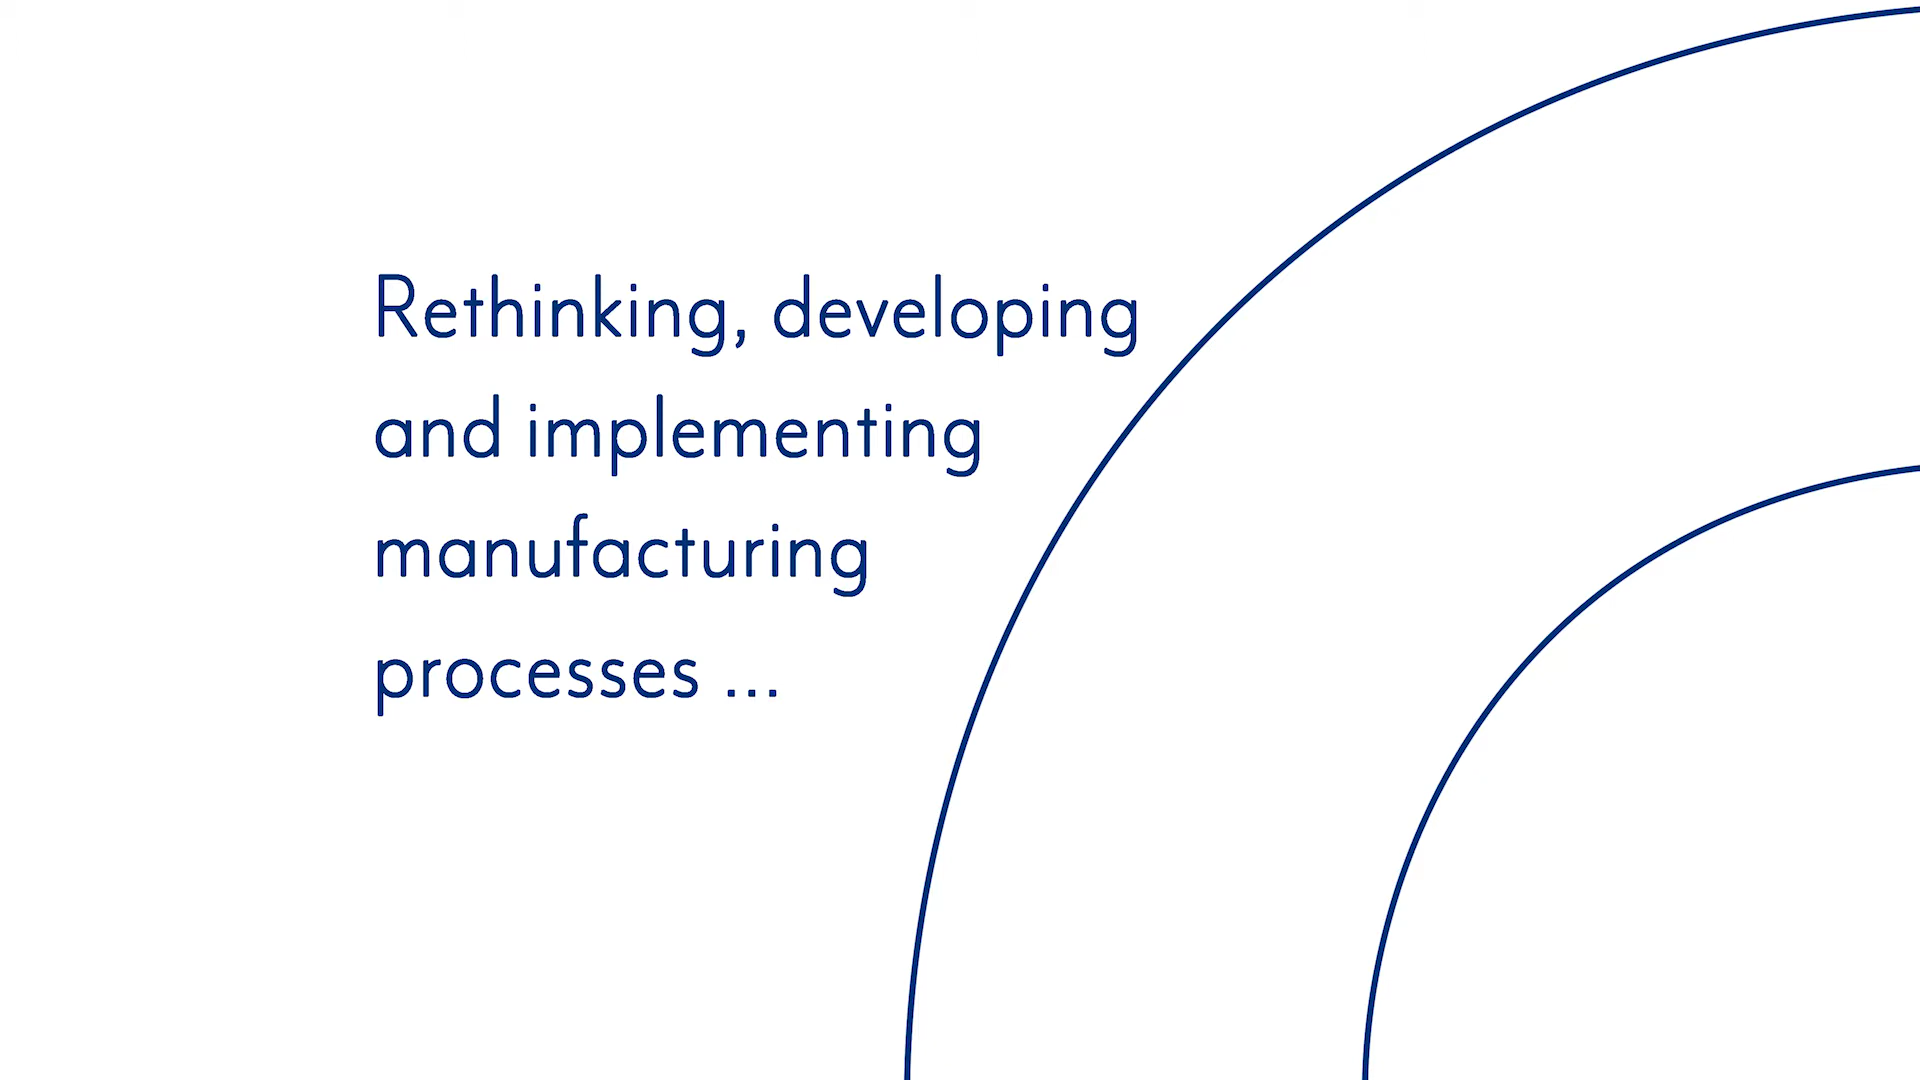 Rethinking, developing
and implementing
manufacturing
processes ...